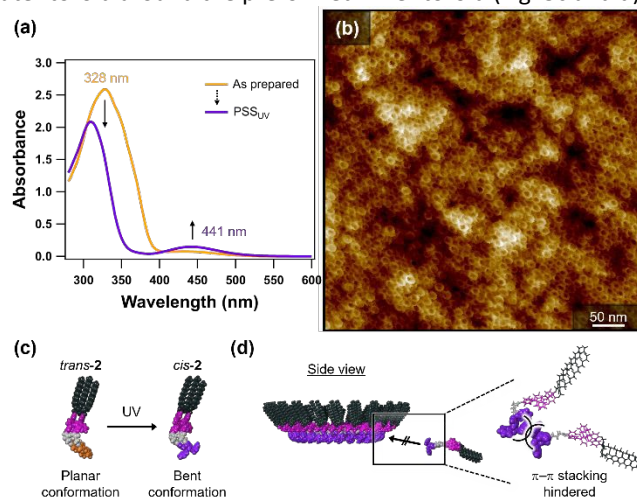 (a)
328 nm
As prepared
PSSUV
441 nm
3.0
2.5
2.0
1.5
1.0
0.5
0.0
Absorbance
300 350 400 450 500 550 600
Wavelength (nm)
(b)
50 nm
(c)
trans-2
cis-2
UV
Planar
conformation
Bent
conformation
(d)
Side view
π–π stacking
hindered